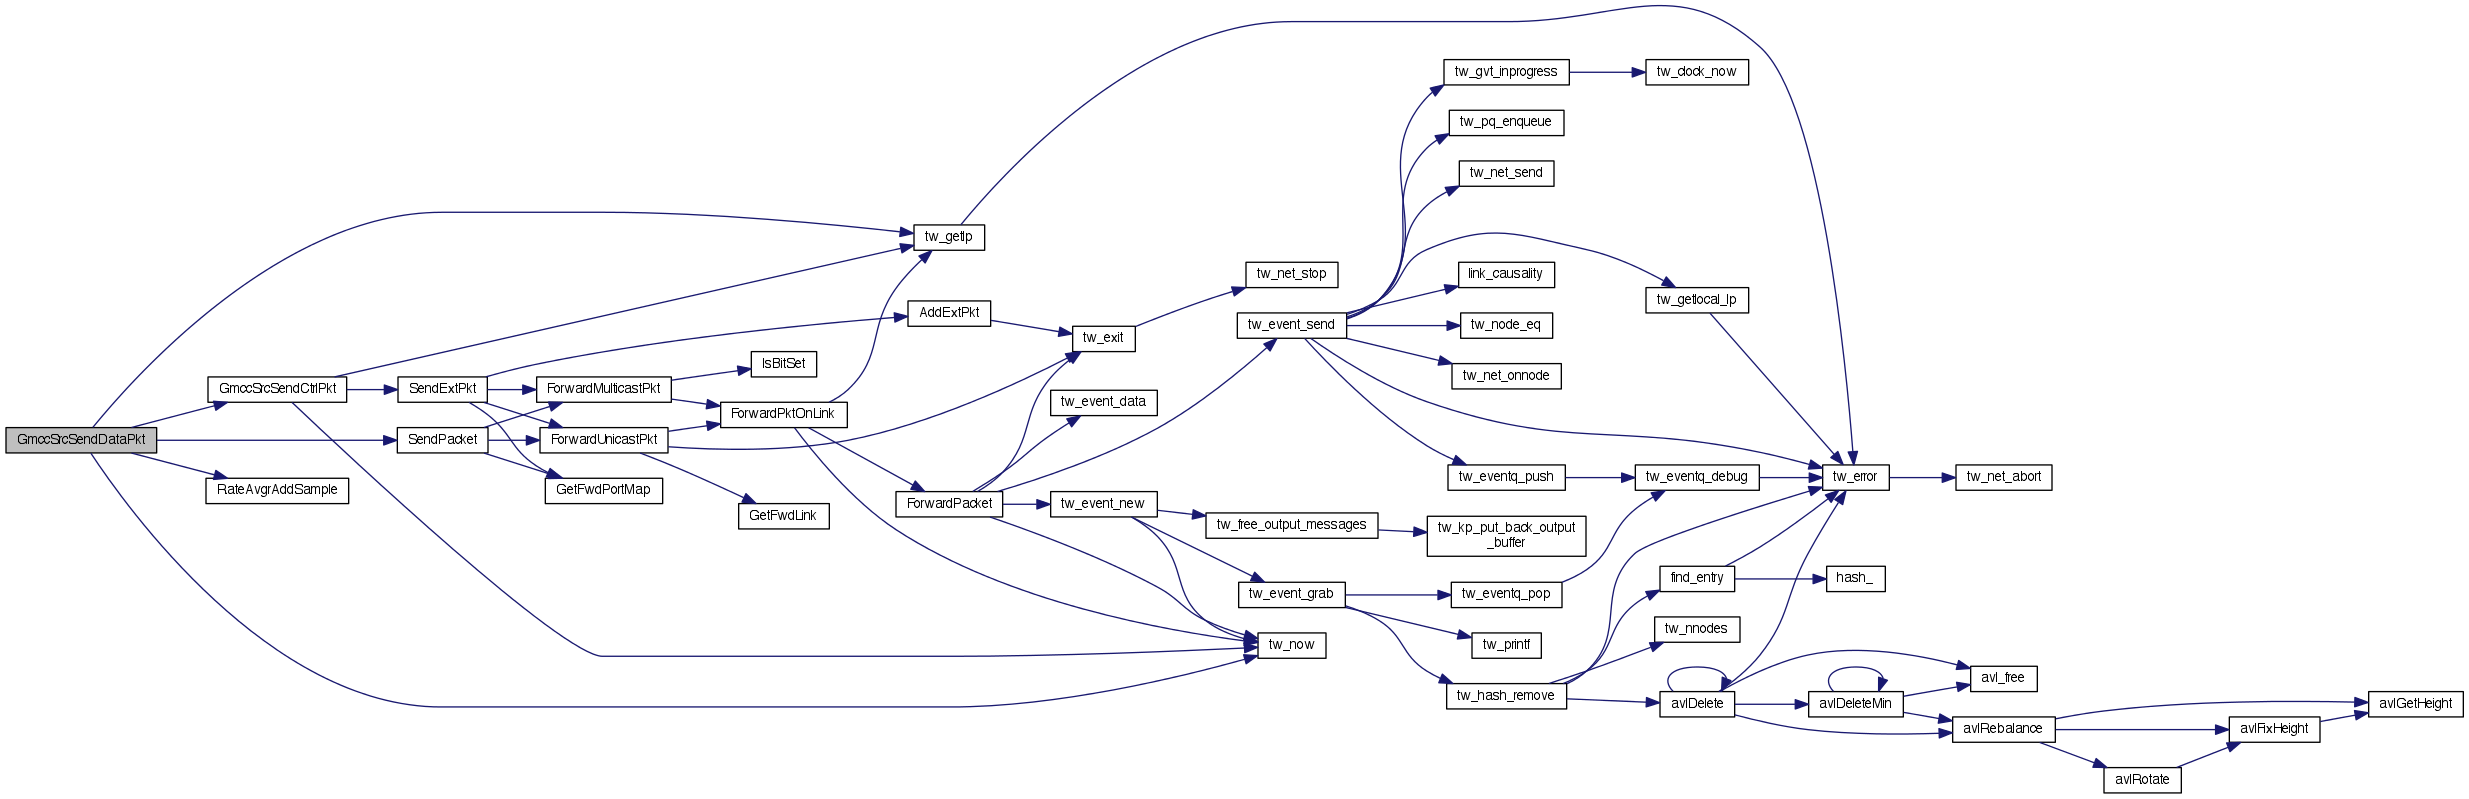 GmccSrcSendDataPkt
GmccSrcSendCtrlPkt
SendPacket
RateAvgrAddSample
SendExtPkt
ForwardMulticastPkt
ForwardUnicastPkt
GetFwdPortMap
IsBitSet
ForwardPktOnLink
GetFwdLink
tw_getlp
AddExtPkt
ForwardPacket
tw_exit
tw_event_data
tw_event_new
tw_net_stop
tw_event_send
tw_free_output_messages
tw_event_grab
tw_now
tw_gvt_inprogress
tw_pq_enqueue
tw_net_send
link_causality
tw_node_eq
tw_net_onnode
tw_eventq_push
tw_kp_put_back_output
_buffer
tw_eventq_pop
tw_printf
tw_hash_remove
tw_clock_now
tw_getlocal_lp
tw_eventq_debug
find_entry
tw_nnodes
avlDelete
tw_error
hash_
avlDeleteMin
tw_net_abort
avl_free
avlRebalance
avlRotate
avlFixHeight
avlGetHeight